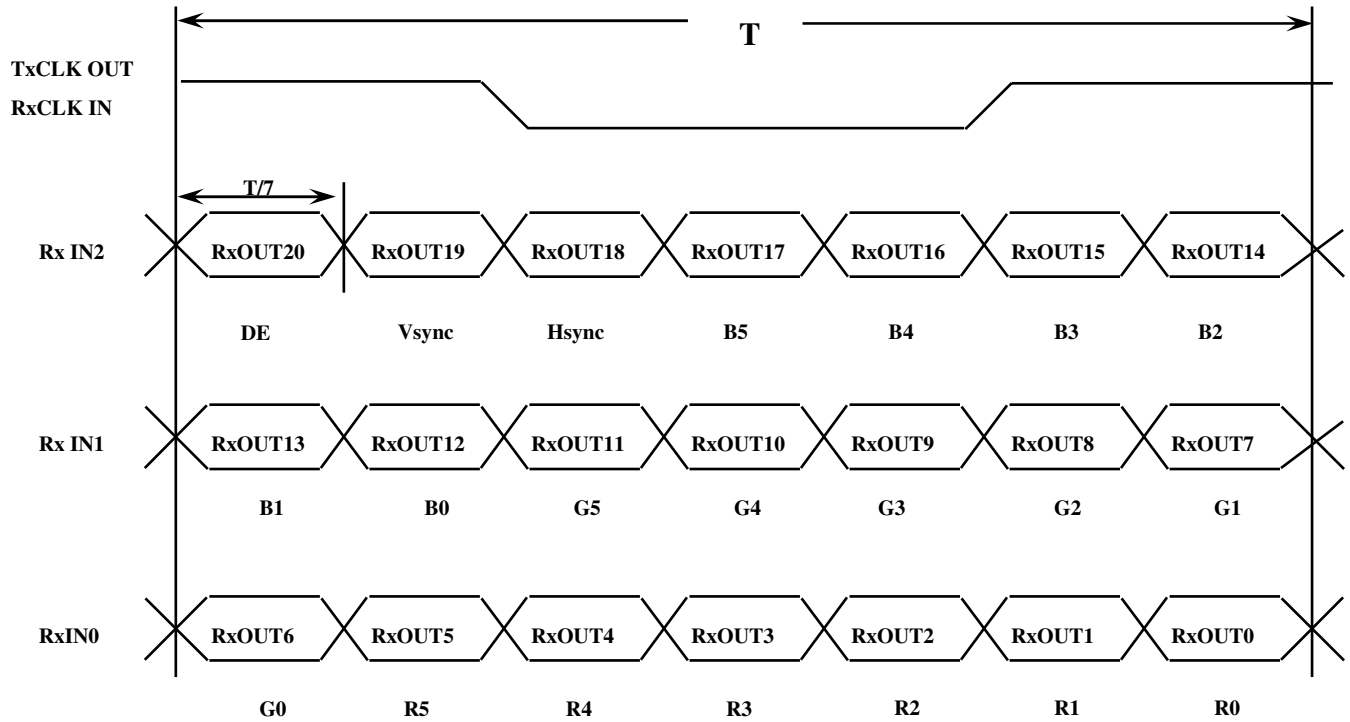 T
TxCLK OUT
RxCLK IN
T/7
Rx IN2 RxOUT20 RxOUT19 RxOUT18 RxOUT17 RxOUT16 RxOUT15 RxOUT14
DE Vsync Hsync B5 B4 B3 B2
Rx IN1 RxOUT13 RxOUT12 RxOUT11 RxOUT10 RxOUT9 RxOUT8 RxOUT7
B1 B0 G5 G4 G3 G2 G1
RxIN0 RxOUT6 RxOUT5 RxOUT4 RxOUT3 RxOUT2 RxOUT1 RxOUT0
G0 R5 R4 R3 R2 R1 R0